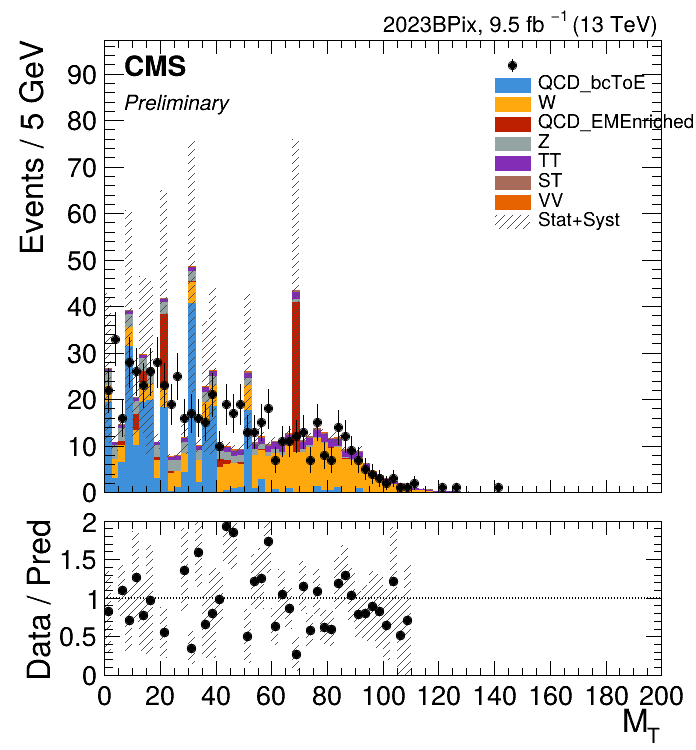 2023BPix, 9.5 fb ⁻¹ (13 TeV)
Events / 5 GeV
CMS
Preliminary
QCD_bcToE
W
QCD_EMEnriched
Z
TT
ST
VV
Stat+Syst
90
80
70
60
50
40
30
20
10
0
Data / Pred
2
1.5
1
0.5
0
0 20 40 60 80 100 120 140 160 180 200
M_T